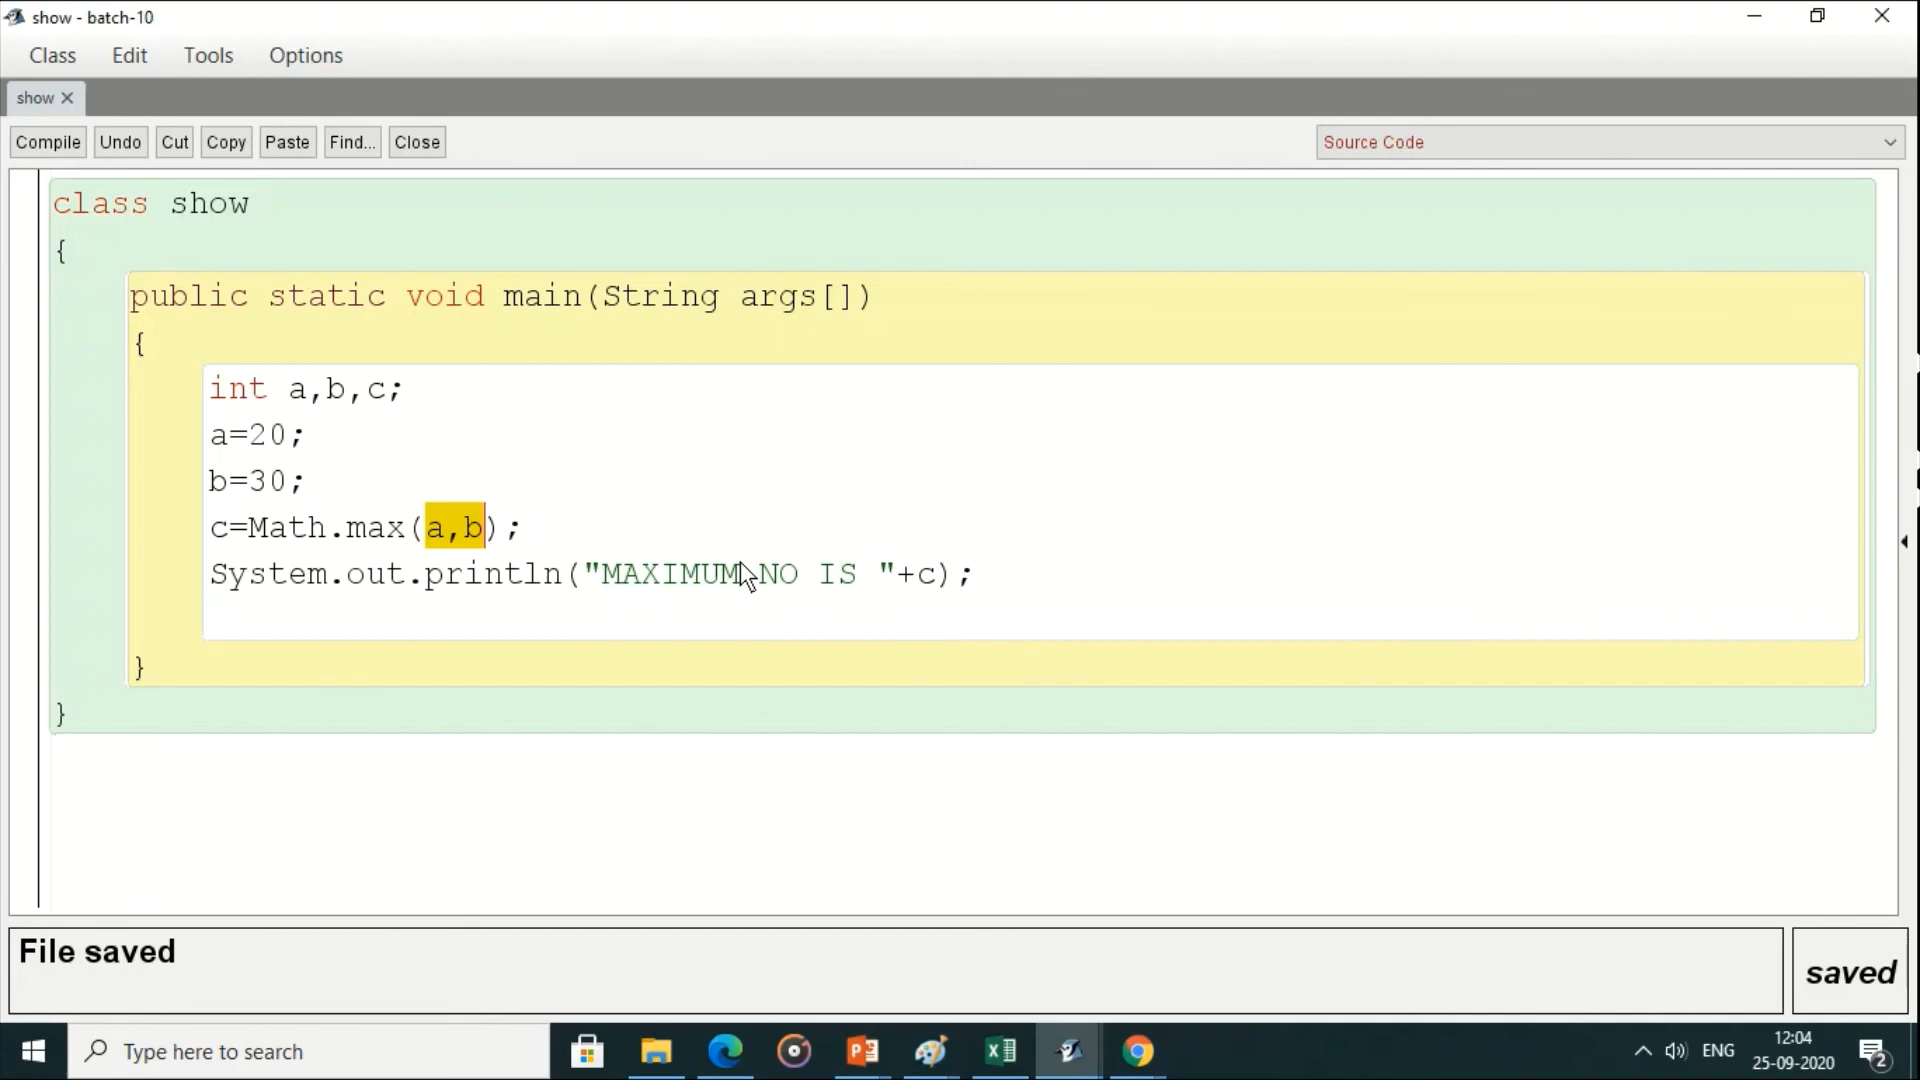 show - batch-10
Class Edit Tools Options
show
Compile Undo Cut Copy Paste Find... Close Source Code
class show
{
public static void main(String args[])
{
int a,b,c;
a=20;
b=30;
c=Math.max(a,b);
System.out.println("MAXIMUM NO IS "+c);
}
}
File saved
saved
Type here to search
ENG
12:04
25-09-2020
2